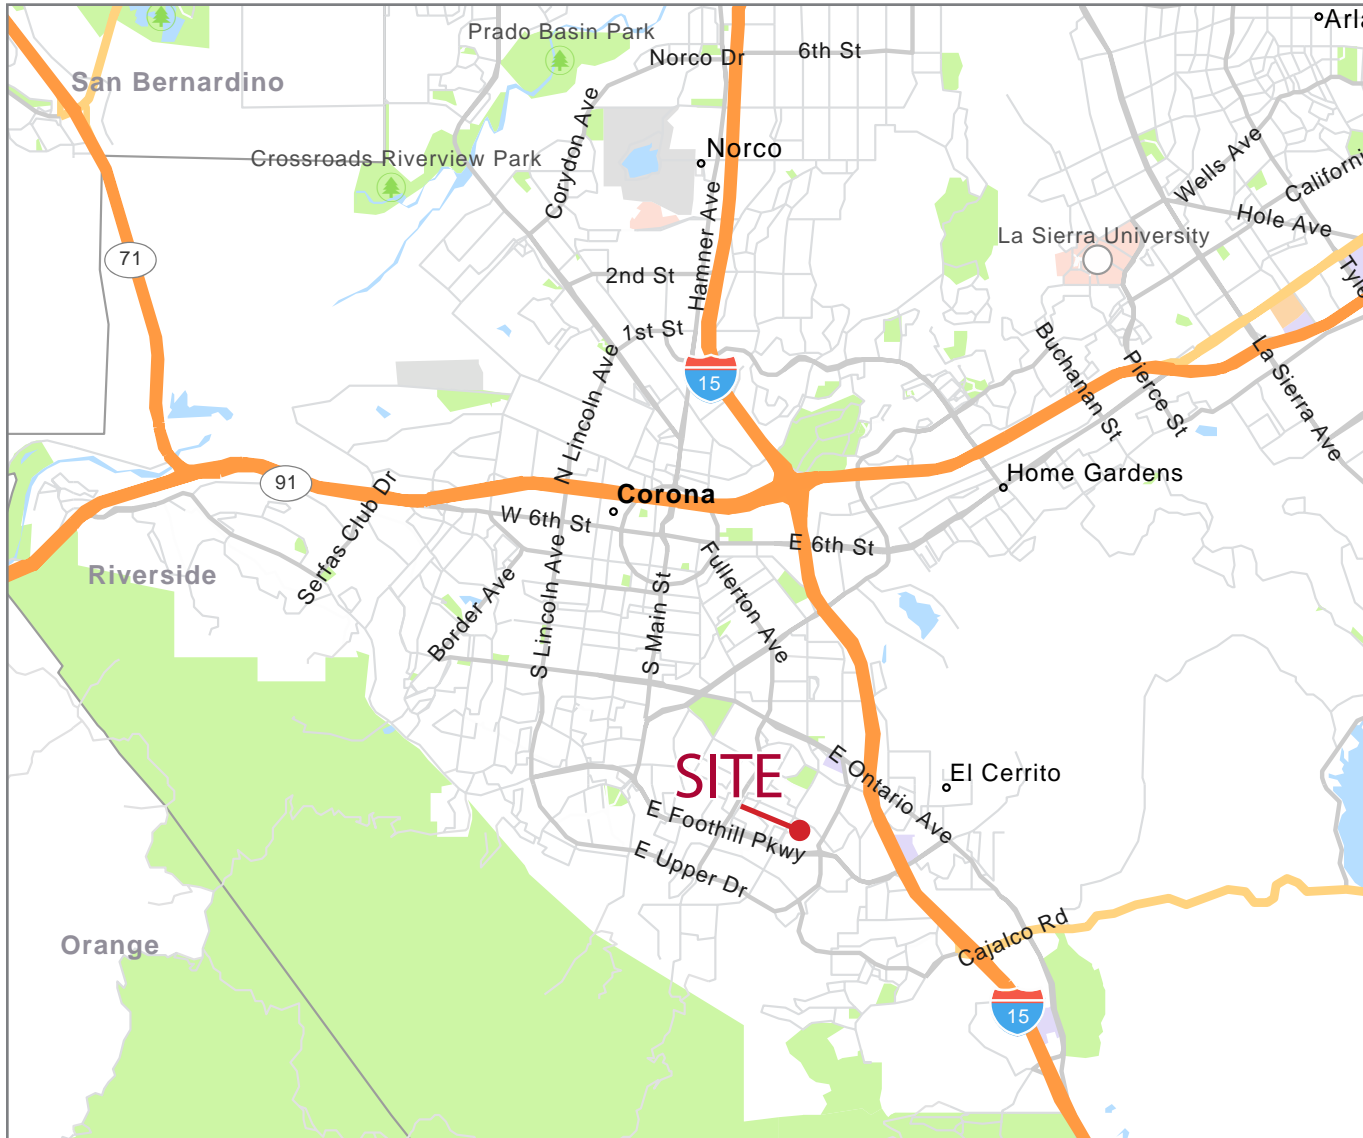 Arla
Prado Basin Park
Norco Dr
6th St
San Bernardino
Corydon Ave
Norco
Crossroads Riverview Park
Wells Ave
Californi
Hole Ave
La Sierra University
Hamner Ave
71
2nd St
Tyle
1st St
15
N Lincoln Ave
Buchanan St
Pierce St
La Sierra Ave
91
Serfas Club Dr
Corona
Home Gardens
W 6th St
E 6th St
Riverside
Border Ave
S Lincoln Ave
S Main St
Fullerton Ave
SITE
E Ontario Ave
El Cerrito
E Foothill Pkwy
E Upper Dr
Orange
Cajalco Rd
15